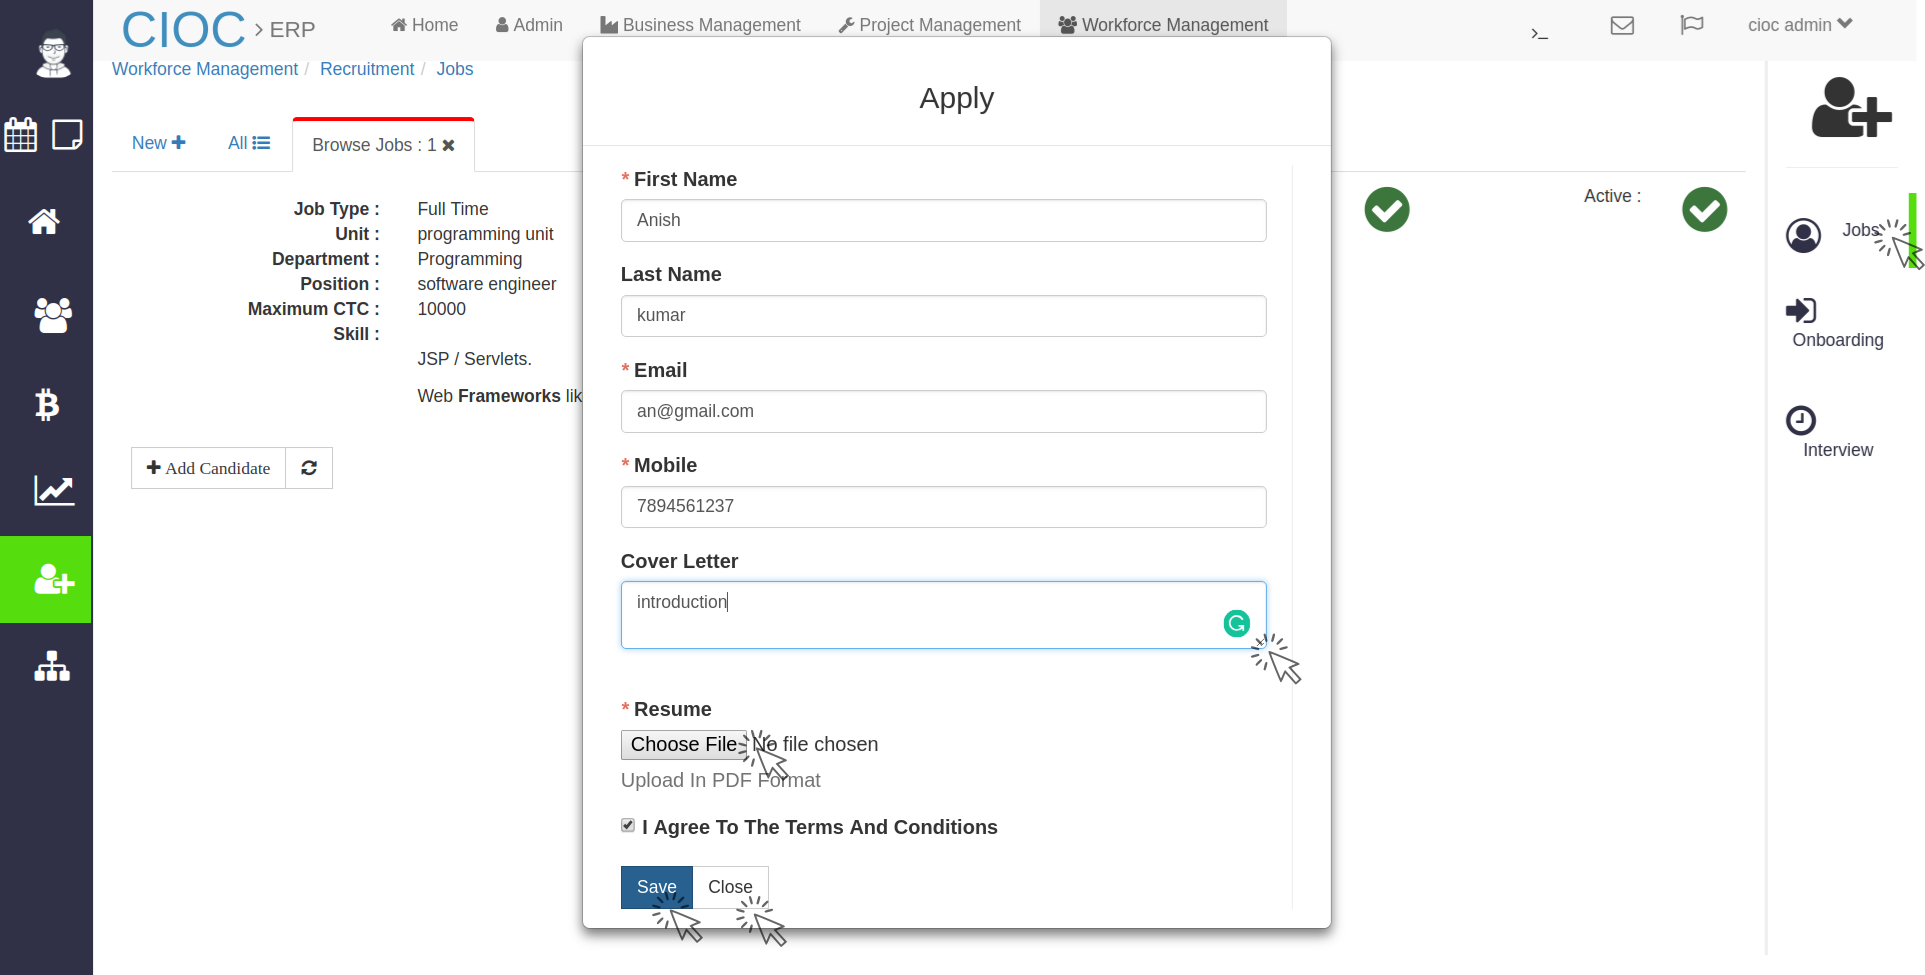 CIOC > ERP
Home
Admin
Business Management
Project Management
Workforce Management
>_
cioc admin
Workforce Management / Recruitment / Jobs
New
All
Browse Jobs : 1
Job Type : Full Time
Unit : programming unit
Department : Programming
Position : software engineer
Maximum CTC : 10000
Skill :
JSP / Servlets.
Web Frameworks lik
Add Candidate
Apply
* First Name
Anish
Last Name
kumar
* Email
an@gmail.com
* Mobile
7894561237
Cover Letter
introduction
* Resume
Choose File No file chosen
Upload In PDF Format
I Agree To The Terms And Conditions
Save
Close
Active :
Jobs
Onboarding
Interview